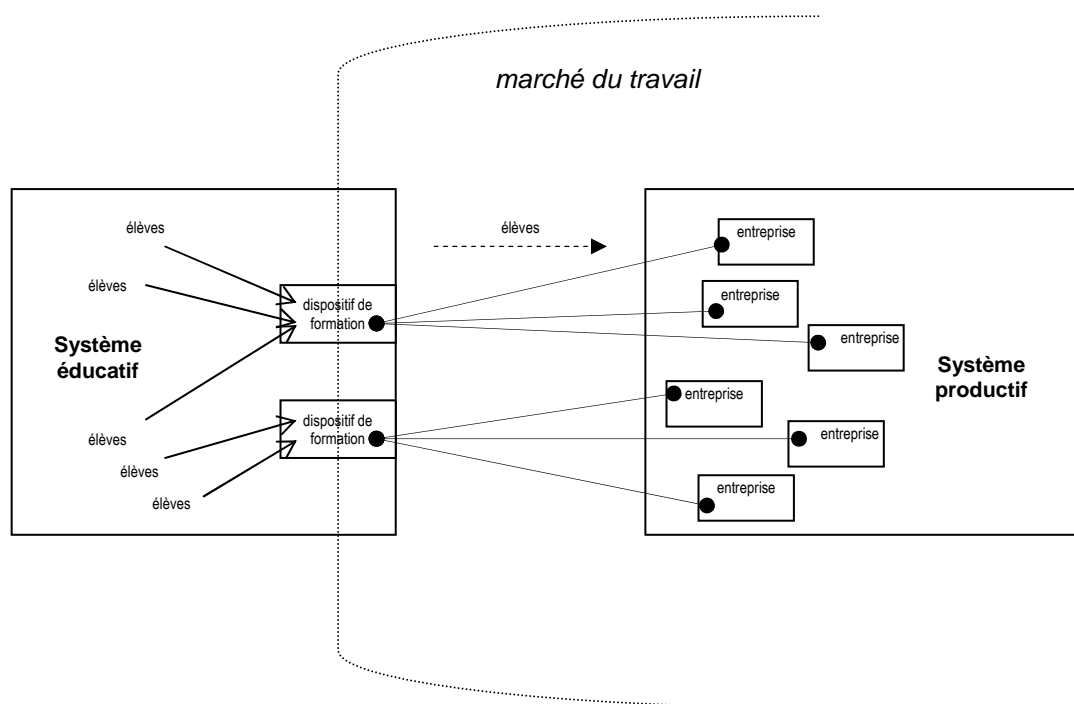 marché du travail
élèves
élèves
élèves
entreprise
entreprise
dispositif de
formation
entreprise
Système
éducatif
Système
productif
entreprise
dispositif de
formation
élèves
entreprise
élèves
entreprise
élèves